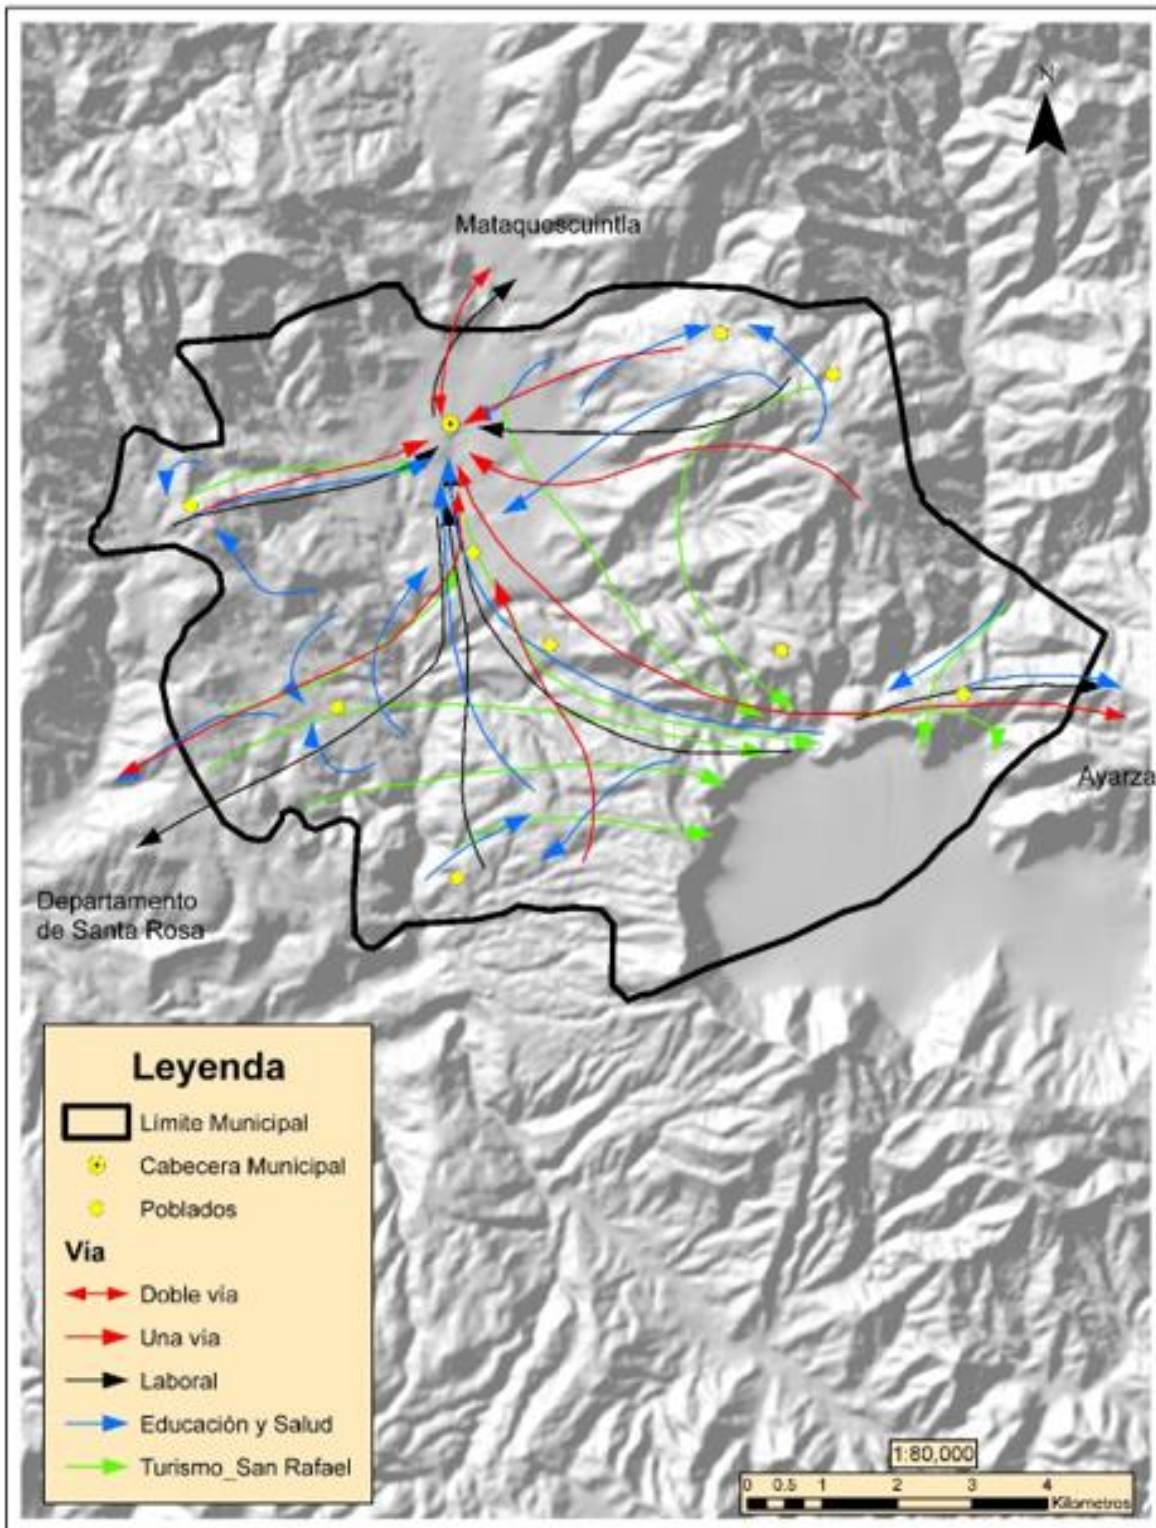 N
Mataquescuintla
Ayarza
Departamento
de Santa Rosa
Leyenda
Límite Municipal
Cabecera Municipal
Poblados
Via
Doble via
Una via
Laboral
Educación y Salud
Turismo_San Rafael
1:80,000
0 0.5 1 2 3 4
Kilometros